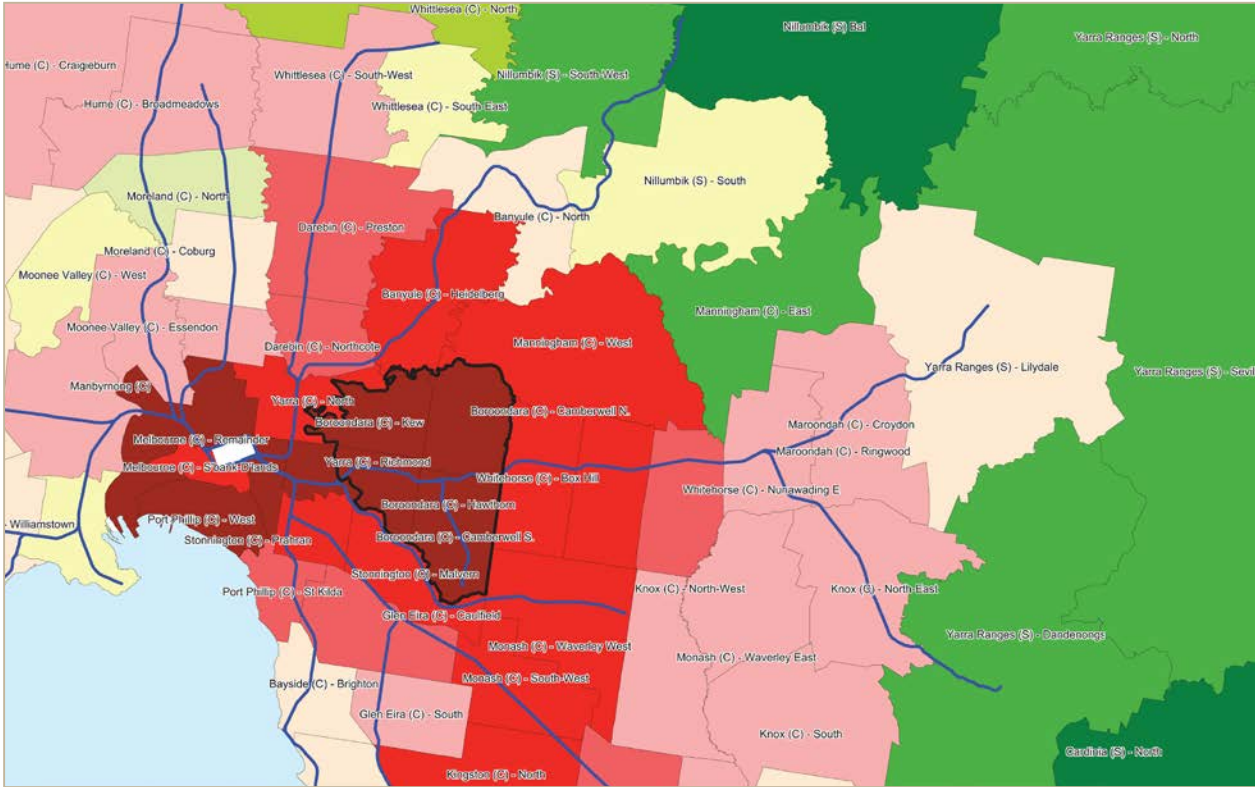 Whittlesea (C) - North
Nillumbik (S) Bal
Yarra Ranges (S) - North
Hume (C) - Craigieburn
Whittlesea (C) - South-West
Nillumbik (S) - South-West
Hume (C) - Broadmeadows
Whittlesea (C) - South-East
Nillumbik (S) - South
Moreland (C) - North
Banyule (C) - North
Darebin (C) - Preston
Moreland (C) - Coburg
Moonee Valley (C) - West
Banyule (C) - Heidelberg
Manningham (C) - East
Moonee Valley (C) - Essendon
Darebin (C) - Northcote
Manningham (C) - West
Yarra Ranges (S) - Lilydale
Yarra Ranges (S) - Sevil
Maribyrnong (C)
Yarra (C) - North
Boroondara (C) - Camberwell N.
Boroondara (C) - Kew
Maroondah (C) - Croydon
Melbourne (C) - Remainder
Maroondah (C) - Ringwood
Yarra (C) - Richmond
Melbourne (C) - S'bank-D'lands
Whitehorse (C) - Box Hill
Whitehorse (C) - Nunawading E
Boroondara (C) - Hawthorn
Port Phillip (C) - West
- Williamstown
Stonnington (C) - Prahran
Boroondara (C) - Camberwell S.
Stonnington (C) - Malvern
Port Phillip (C) - St Kilda
Knox (C) - North-West
Knox (C) - North-East
Glen Eira (C) - Caulfield
Yarra Ranges (S) - Dandenongs
Monash (C) - Waverley West
Monash (C) - Waverley East
Monash (C) - South-West
Bayside (C) - Brighton
Glen Eira (C) - South
Knox (C) - South
Cardinia (S) - North
Kingston (C) - North